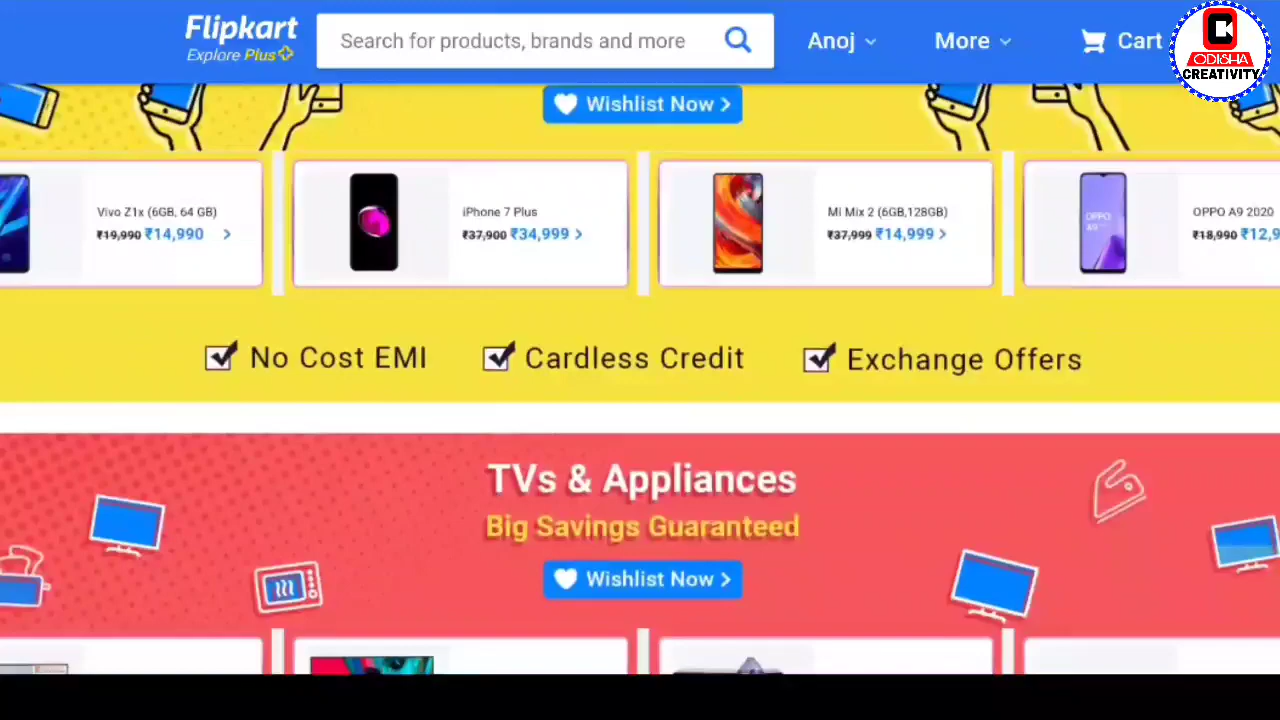 Flipkart
Explore Plus
Search for products, brands and more
Anoj
More
Cart
ODISHA
CREATIVITY
Wishlist Now
Vivo Z1x (6GB, 64 GB)
₹19,990 ₹14,990
iPhone 7 Plus
₹37,900 ₹34,999
Mi Mix 2 (6GB,128GB)
₹37,999 ₹14,999
OPPO A9 2020
₹18,990
OPPO
A9
No Cost EMI
Cardless Credit
Exchange Offers
TVs & Appliances
Big Savings Guaranteed
Wishlist Now